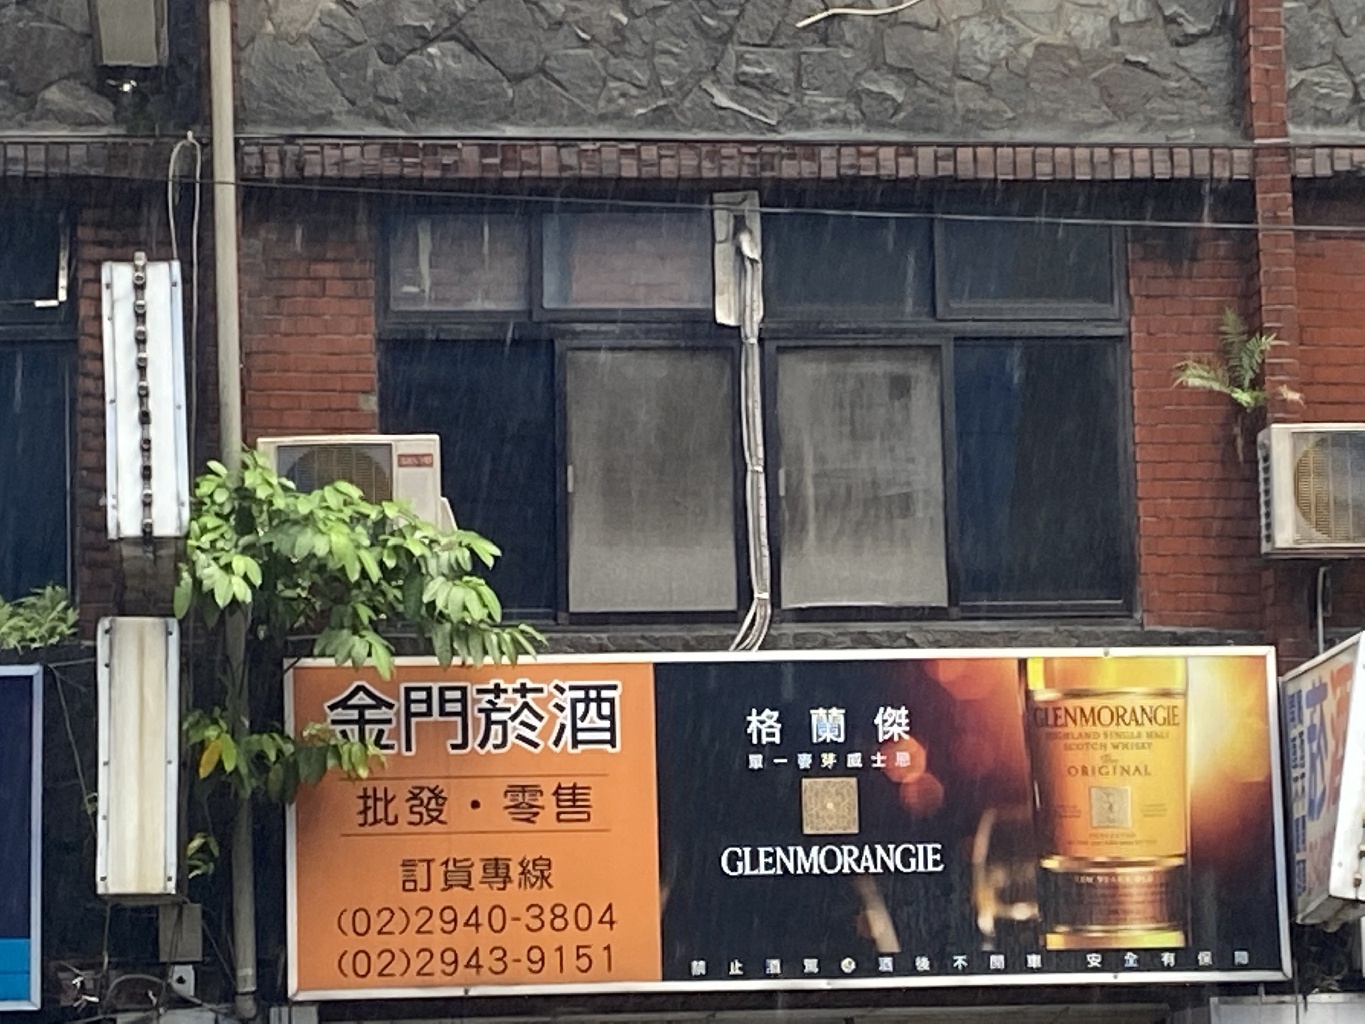 金門菸酒
批發・零售
訂貨專線
(02)2940-3804
(02)2943-9151
格蘭傑
單一麥芽威士忌
GLENMORANGIE
GLENMORANGIE
HIGHLAND SINGLE MALT
SCOTCH WHISKY
The
ORIGINAL
禁止酒駕 酒後不開車 安全有保障